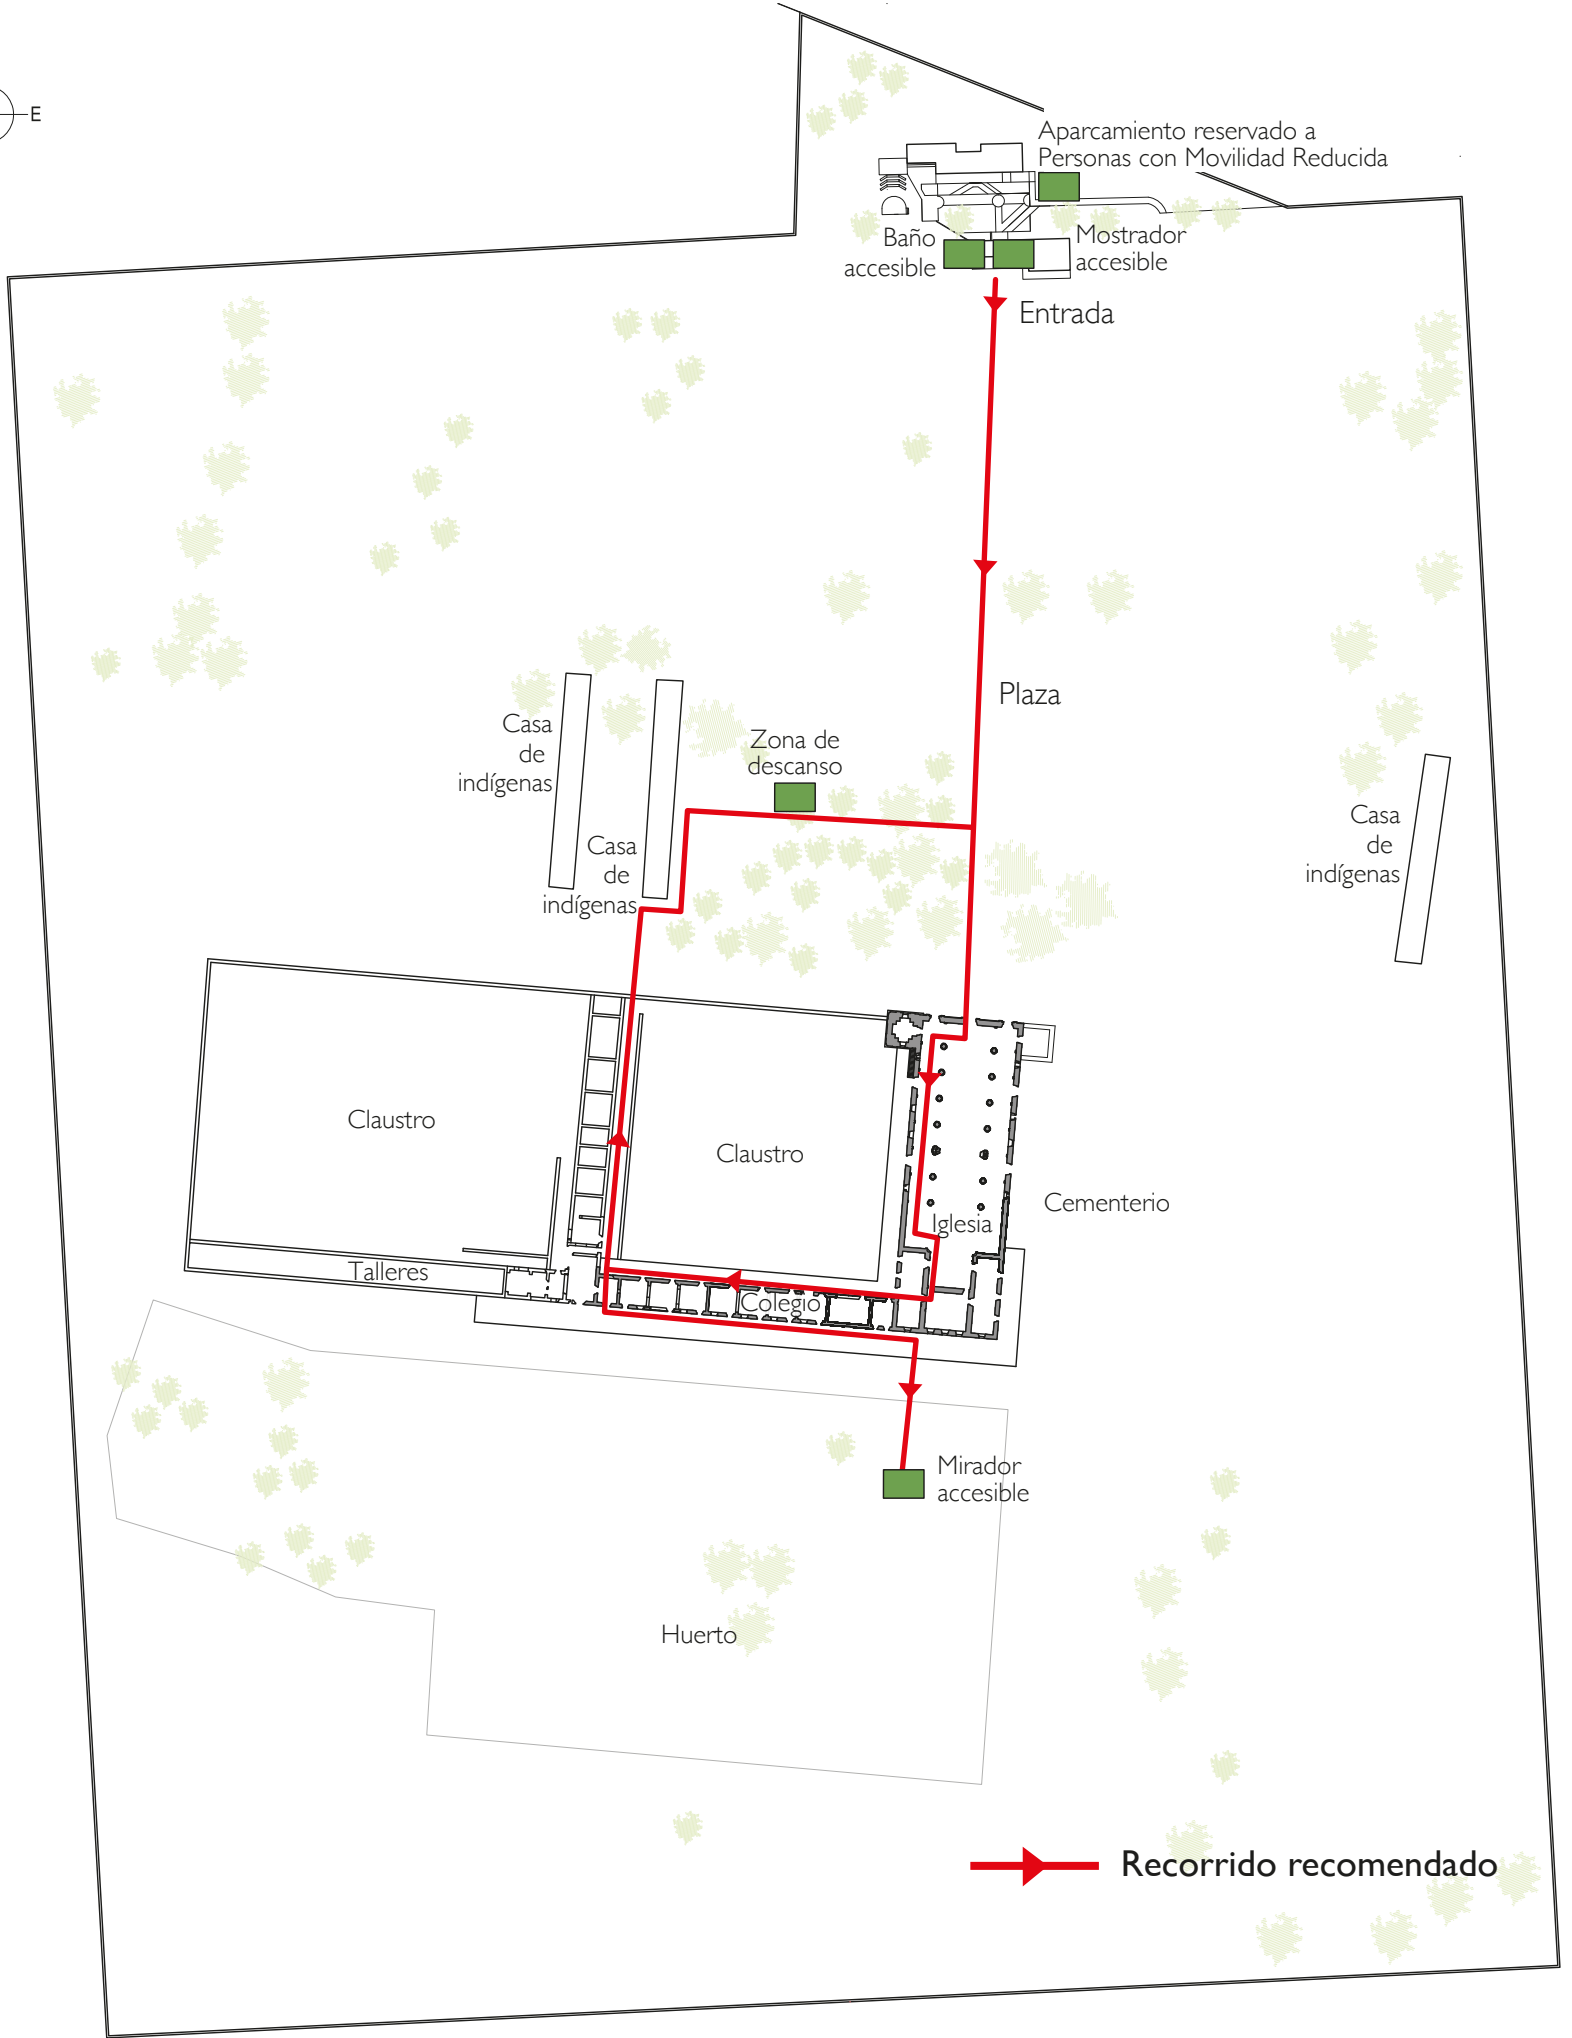 E
Aparcamiento reservado a
Personas con Movilidad Reducida
Baño
accesible
Mostrador
accesible
Entrada
Plaza
Casa
de
indígenas
Zona de
descanso
Casa
de
indígenas
Casa
de
indígenas
Claustro
Claustro
Cementerio
Iglesia
Talleres
Colegio
Mirador
accesible
Huerto
Recorrido recomendado